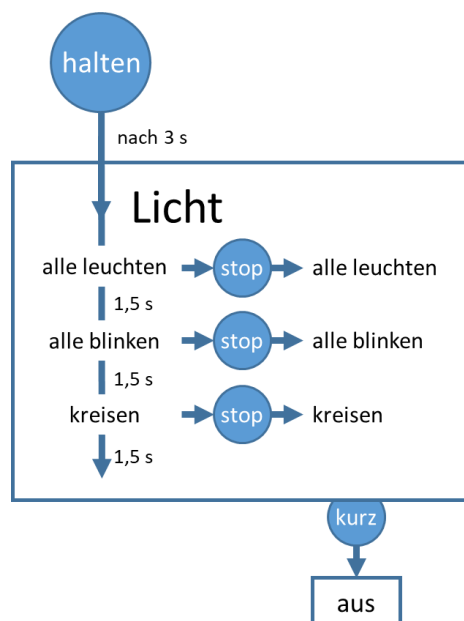 halten
nach 3 s
Licht
alle leuchten stop alle leuchten
1,5 s
alle blinken stop alle blinken
1,5 s
kreisen stop kreisen
1,5 s
kurz
aus